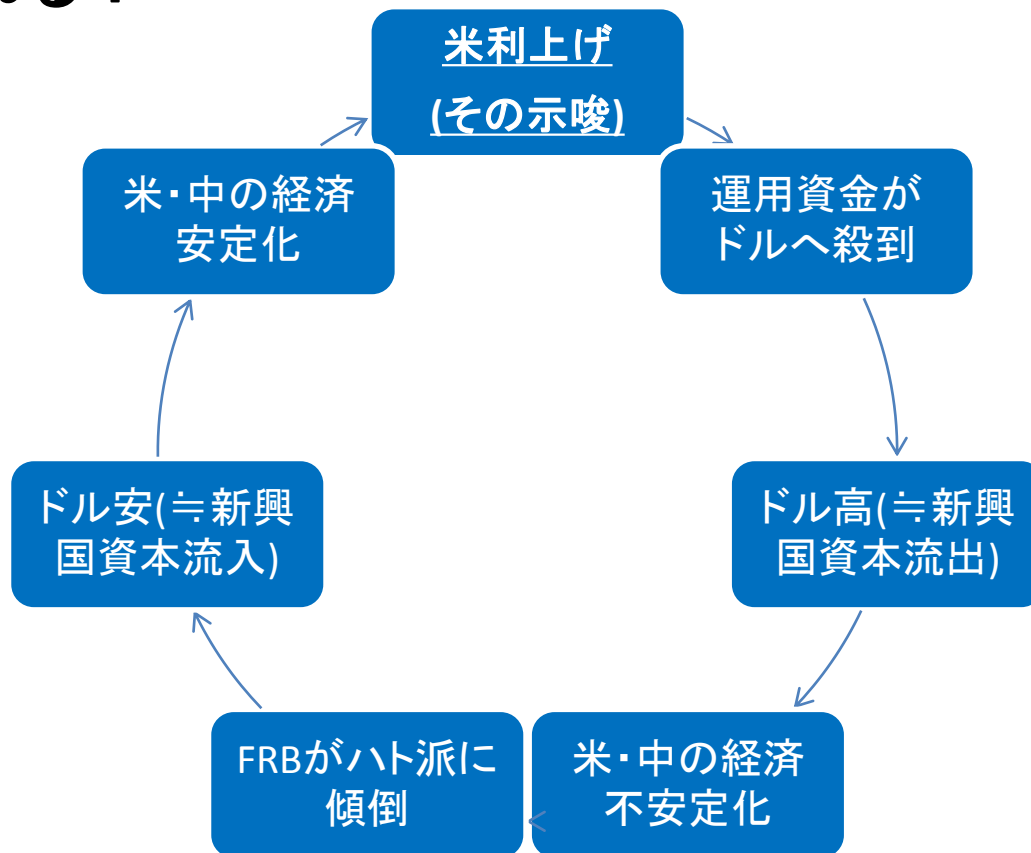 米利上げ
(その示唆)
運用資金が
ドルへ殺到
ドル高(≒新興
国資本流出)
米・中の経済
不安定化
FRBがハト派に
傾倒
ドル安(≒新興
国資本流入)
米・中の経済
安定化